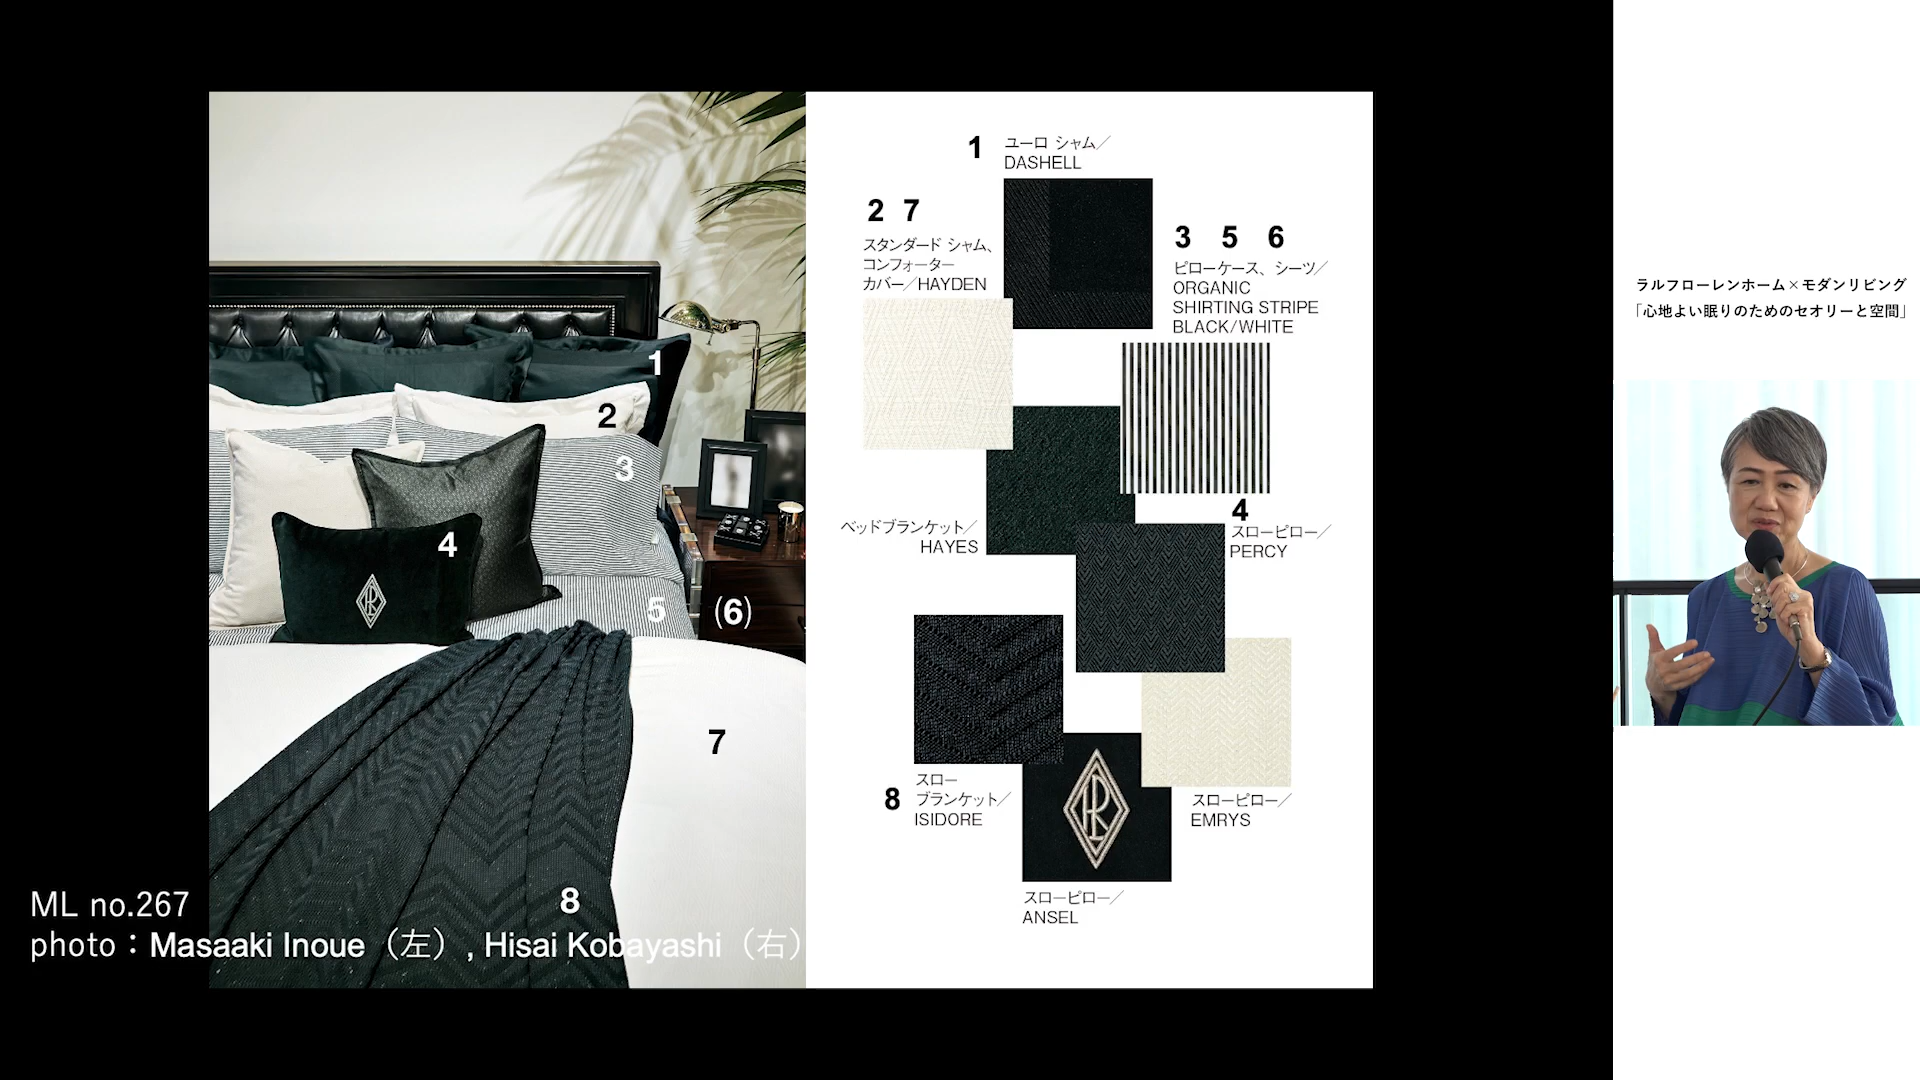 1
2
3
4
5
(6)
7
8
ML no.267
photo：Masaaki Inoue（左）, Hisai Kobayashi（右）
1
ユーロ シャム／
DASHELL
2 7
スタンダード シャム、
コンフォーター
カバー／HAYDEN
3 5 6
ピローケース、シーツ／
ORGANIC
SHIRTING STRIPE
BLACK/WHITE
ベッドブランケット／
HAYES
4
スローピロー／
PERCY
8
スロー
ブランケット／
ISIDORE
スローピロー／
EMRYS
RL
スローピロー／
ANSEL
ラルフローレンホーム×モダンリビング
「心地よい眠りのためのセオリーと空間」